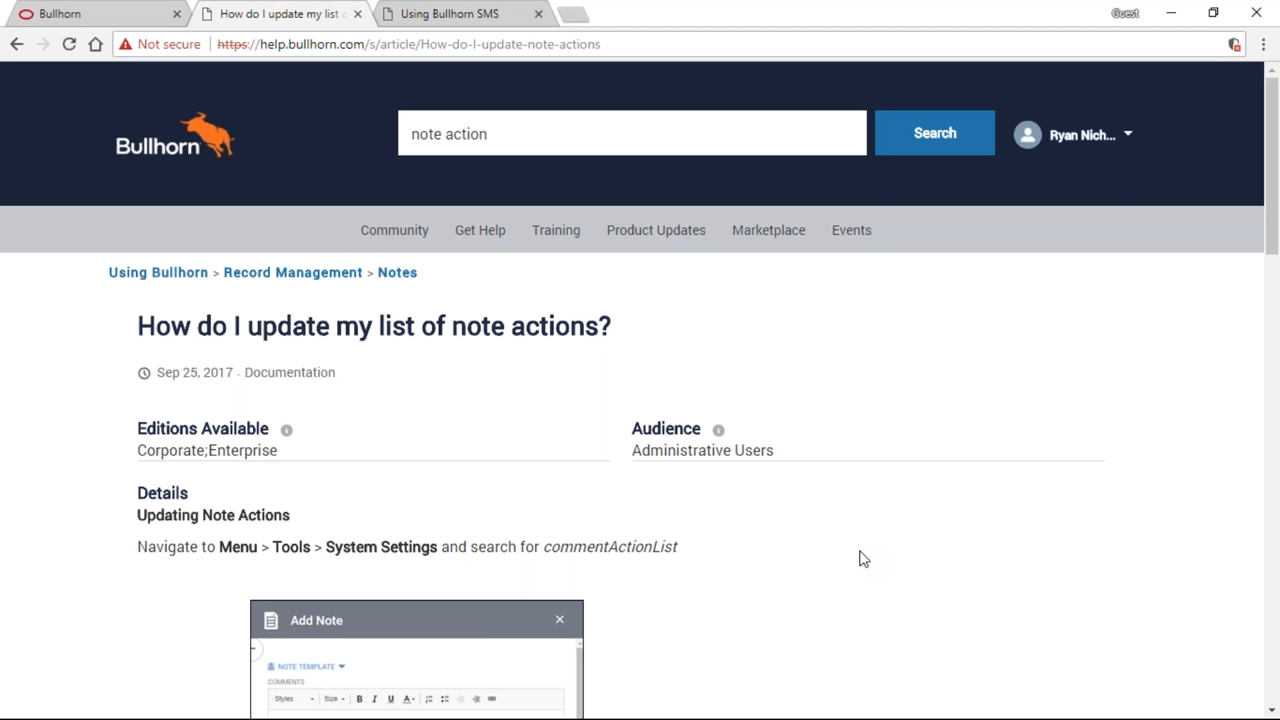 Bullhorn
How do I update my list o
Using Bullhorn SMS
Guest
Not secure https://help.bullhorn.com/s/article/How-do-I-update-note-actions
Bullhorn
note action
Search
Ryan Nich...
Community Get Help Training Product Updates Marketplace Events
Using Bullhorn > Record Management > Notes
How do I update my list of note actions?
Sep 25, 2017 · Documentation
Editions Available
Audience
Corporate;Enterprise
Administrative Users
Details
Updating Note Actions
Navigate to Menu > Tools > System Settings and search for commentActionList
Add Note
NOTE TEMPLATE
COMMENTS
Styles Size B I U A